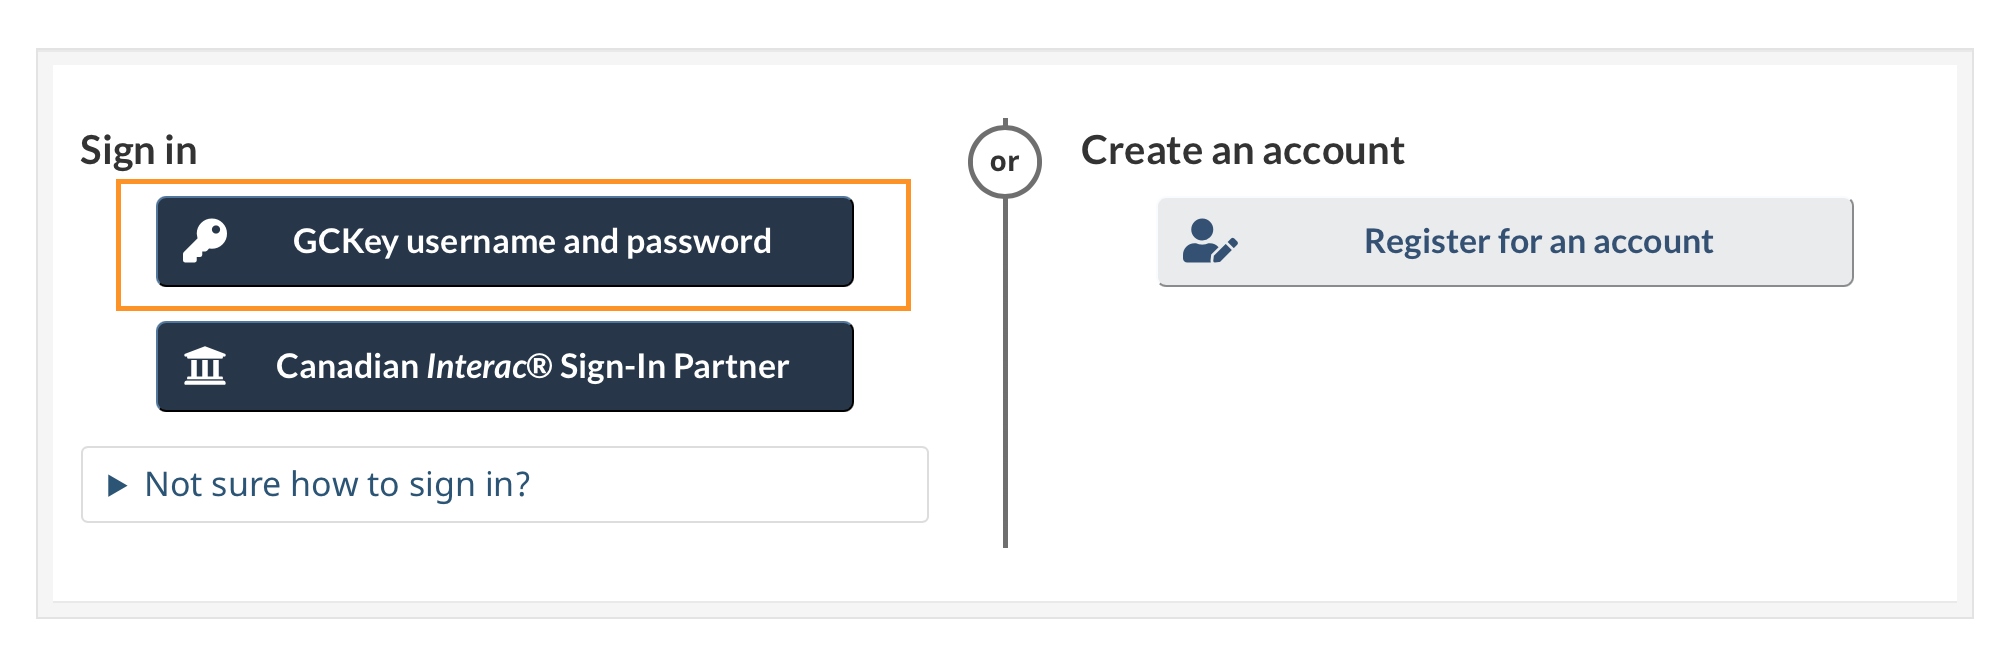 Sign in
GCKey username and password
Canadian Interac® Sign-In Partner
Not sure how to sign in?
or
Create an account
Register for an account